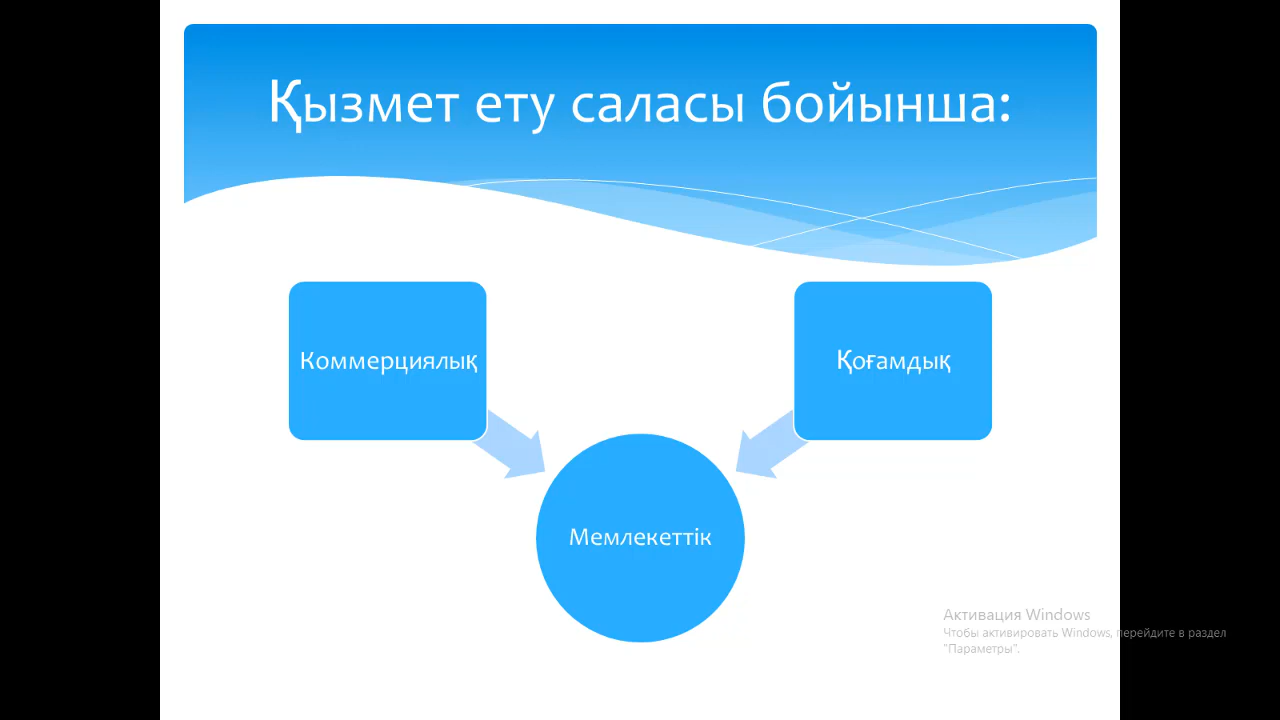 Қызмет ету саласы бойынша:
Коммерциялық
Қоғамдық
Мемлекеттік
Активация Windows
Чтобы активировать Windows, перейдите в раздел
"Параметры".